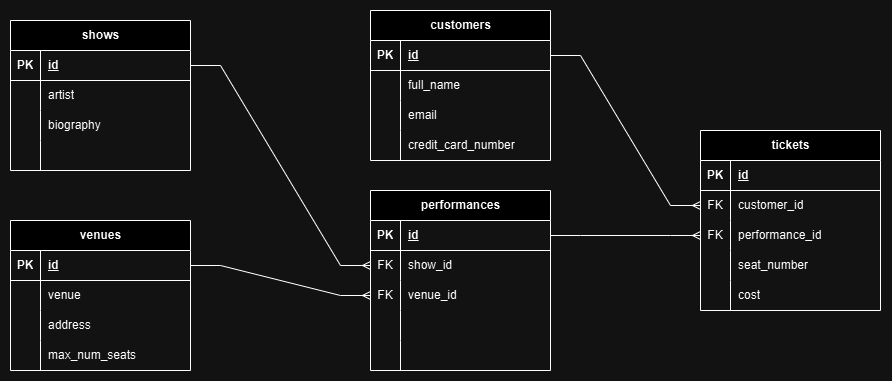 shows
PK id
artist
biography
customers
PK id
full_name
email
credit_card_number
venues
PK id
venue
address
max_num_seats
performances
PK id
FK show_id
FK venue_id
tickets
PK id
FK customer_id
FK performance_id
seat_number
cost